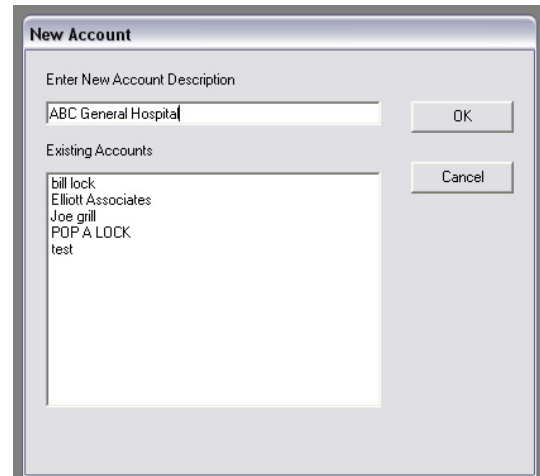 New Account
Enter New Account Description
ABC General Hospital
OK
Existing Accounts
Cancel
bill lock
Elliott Associates
Joe grill
POP A LOCK
test